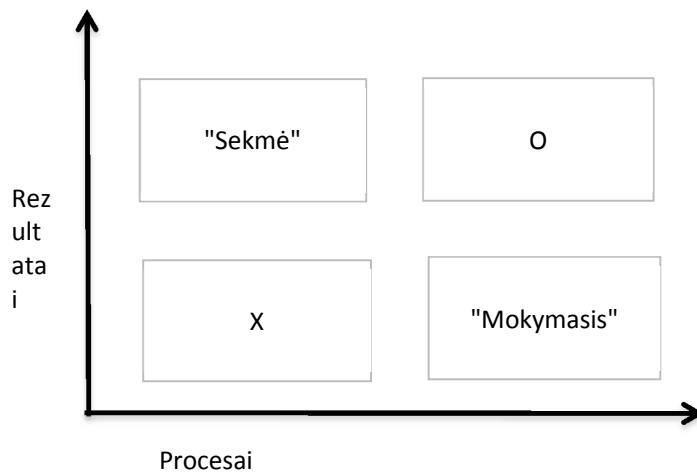 "Sekmė"
O
Rez
ult
ata
i
X
"Mokymasis"
Procesai